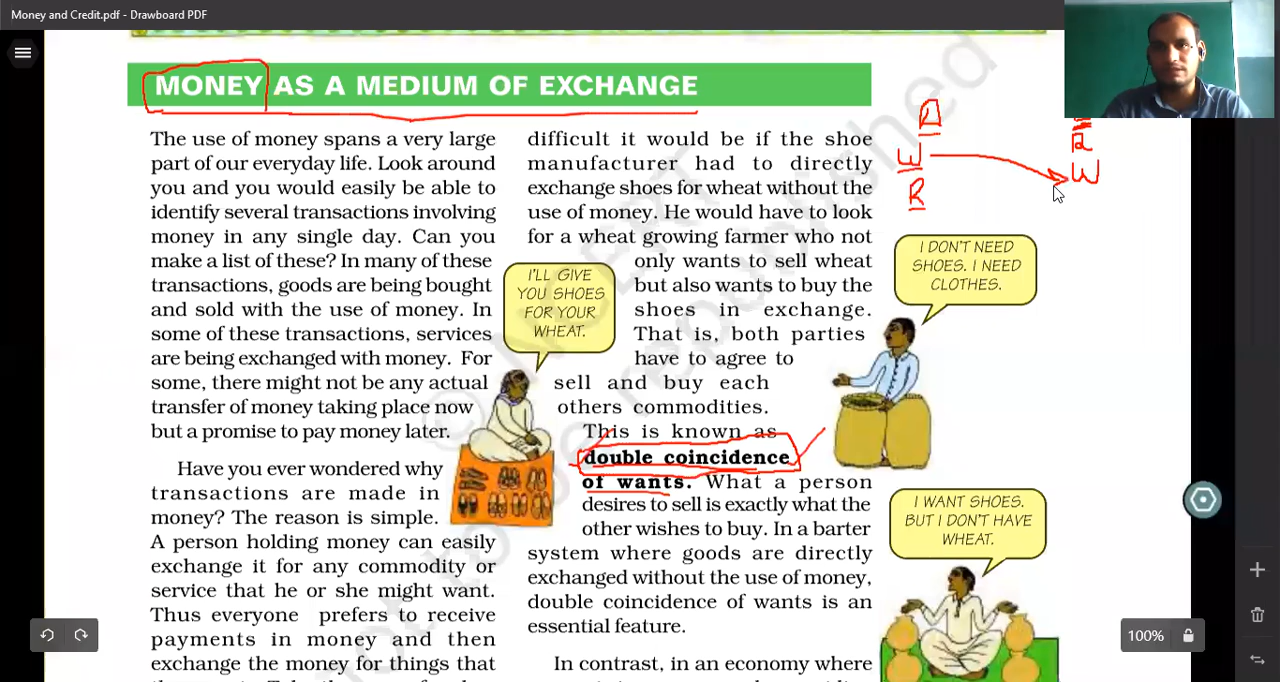 Money and Credit.pdf - Drawboard PDF
MONEY AS A MEDIUM OF EXCHANGE
The use of money spans a very large
part of our everyday life. Look around
you and you would easily be able to
identify several transactions involving
money in any single day. Can you
make a list of these? In many of these
transactions, goods are being bought
and sold with the use of money. In
some of these transactions, services
are being exchanged with money. For
some, there might not be any actual
transfer of money taking place now
but a promise to pay money later.
Have you ever wondered why
transactions are made in
money? The reason is simple.
A person holding money can easily
exchange it for any commodity or
service that he or she might want.
Thus everyone prefers to receive
payments in money and then
exchange the money for things that
I'LL GIVE
YOU SHOES
FOR YOUR
WHEAT.
difficult it would be if the shoe
manufacturer had to directly
exchange shoes for wheat without the
use of money. He would have to look
for a wheat growing farmer who not
only wants to sell wheat
but also wants to buy the
shoes in exchange.
That is, both parties
have to agree to
sell and buy each
others commodities.
This is known as
double coincidence
of wants. What a person
desires to sell is exactly what the
other wishes to buy. In a barter
system where goods are directly
exchanged without the use of money,
double coincidence of wants is an
essential feature.
In contrast, in an economy where
W
R
R
W
I DON'T NEED
SHOES. I NEED
CLOTHES.
I WANT SHOES.
BUT I DON'T HAVE
WHEAT.
100%